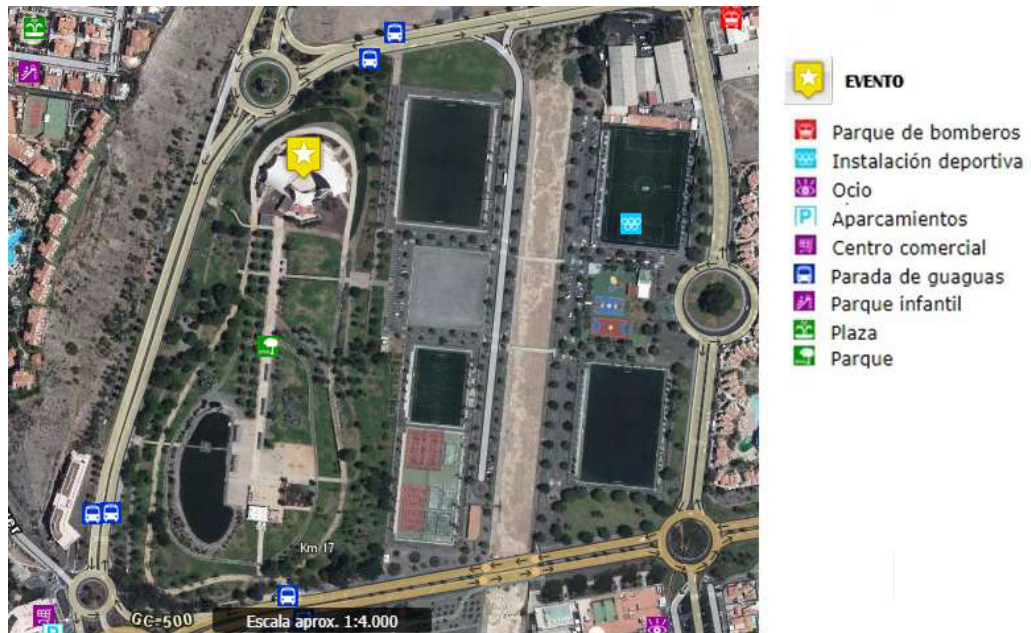 EVENTO
Parque de bomberos
Instalación deportiva
Ocio
Aparcamientos
Centro comercial
Parada de guaguas
Parque infantil
Plaza
Parque
Km 17
GC-500
Escala aprox. 1:4.000
P
P